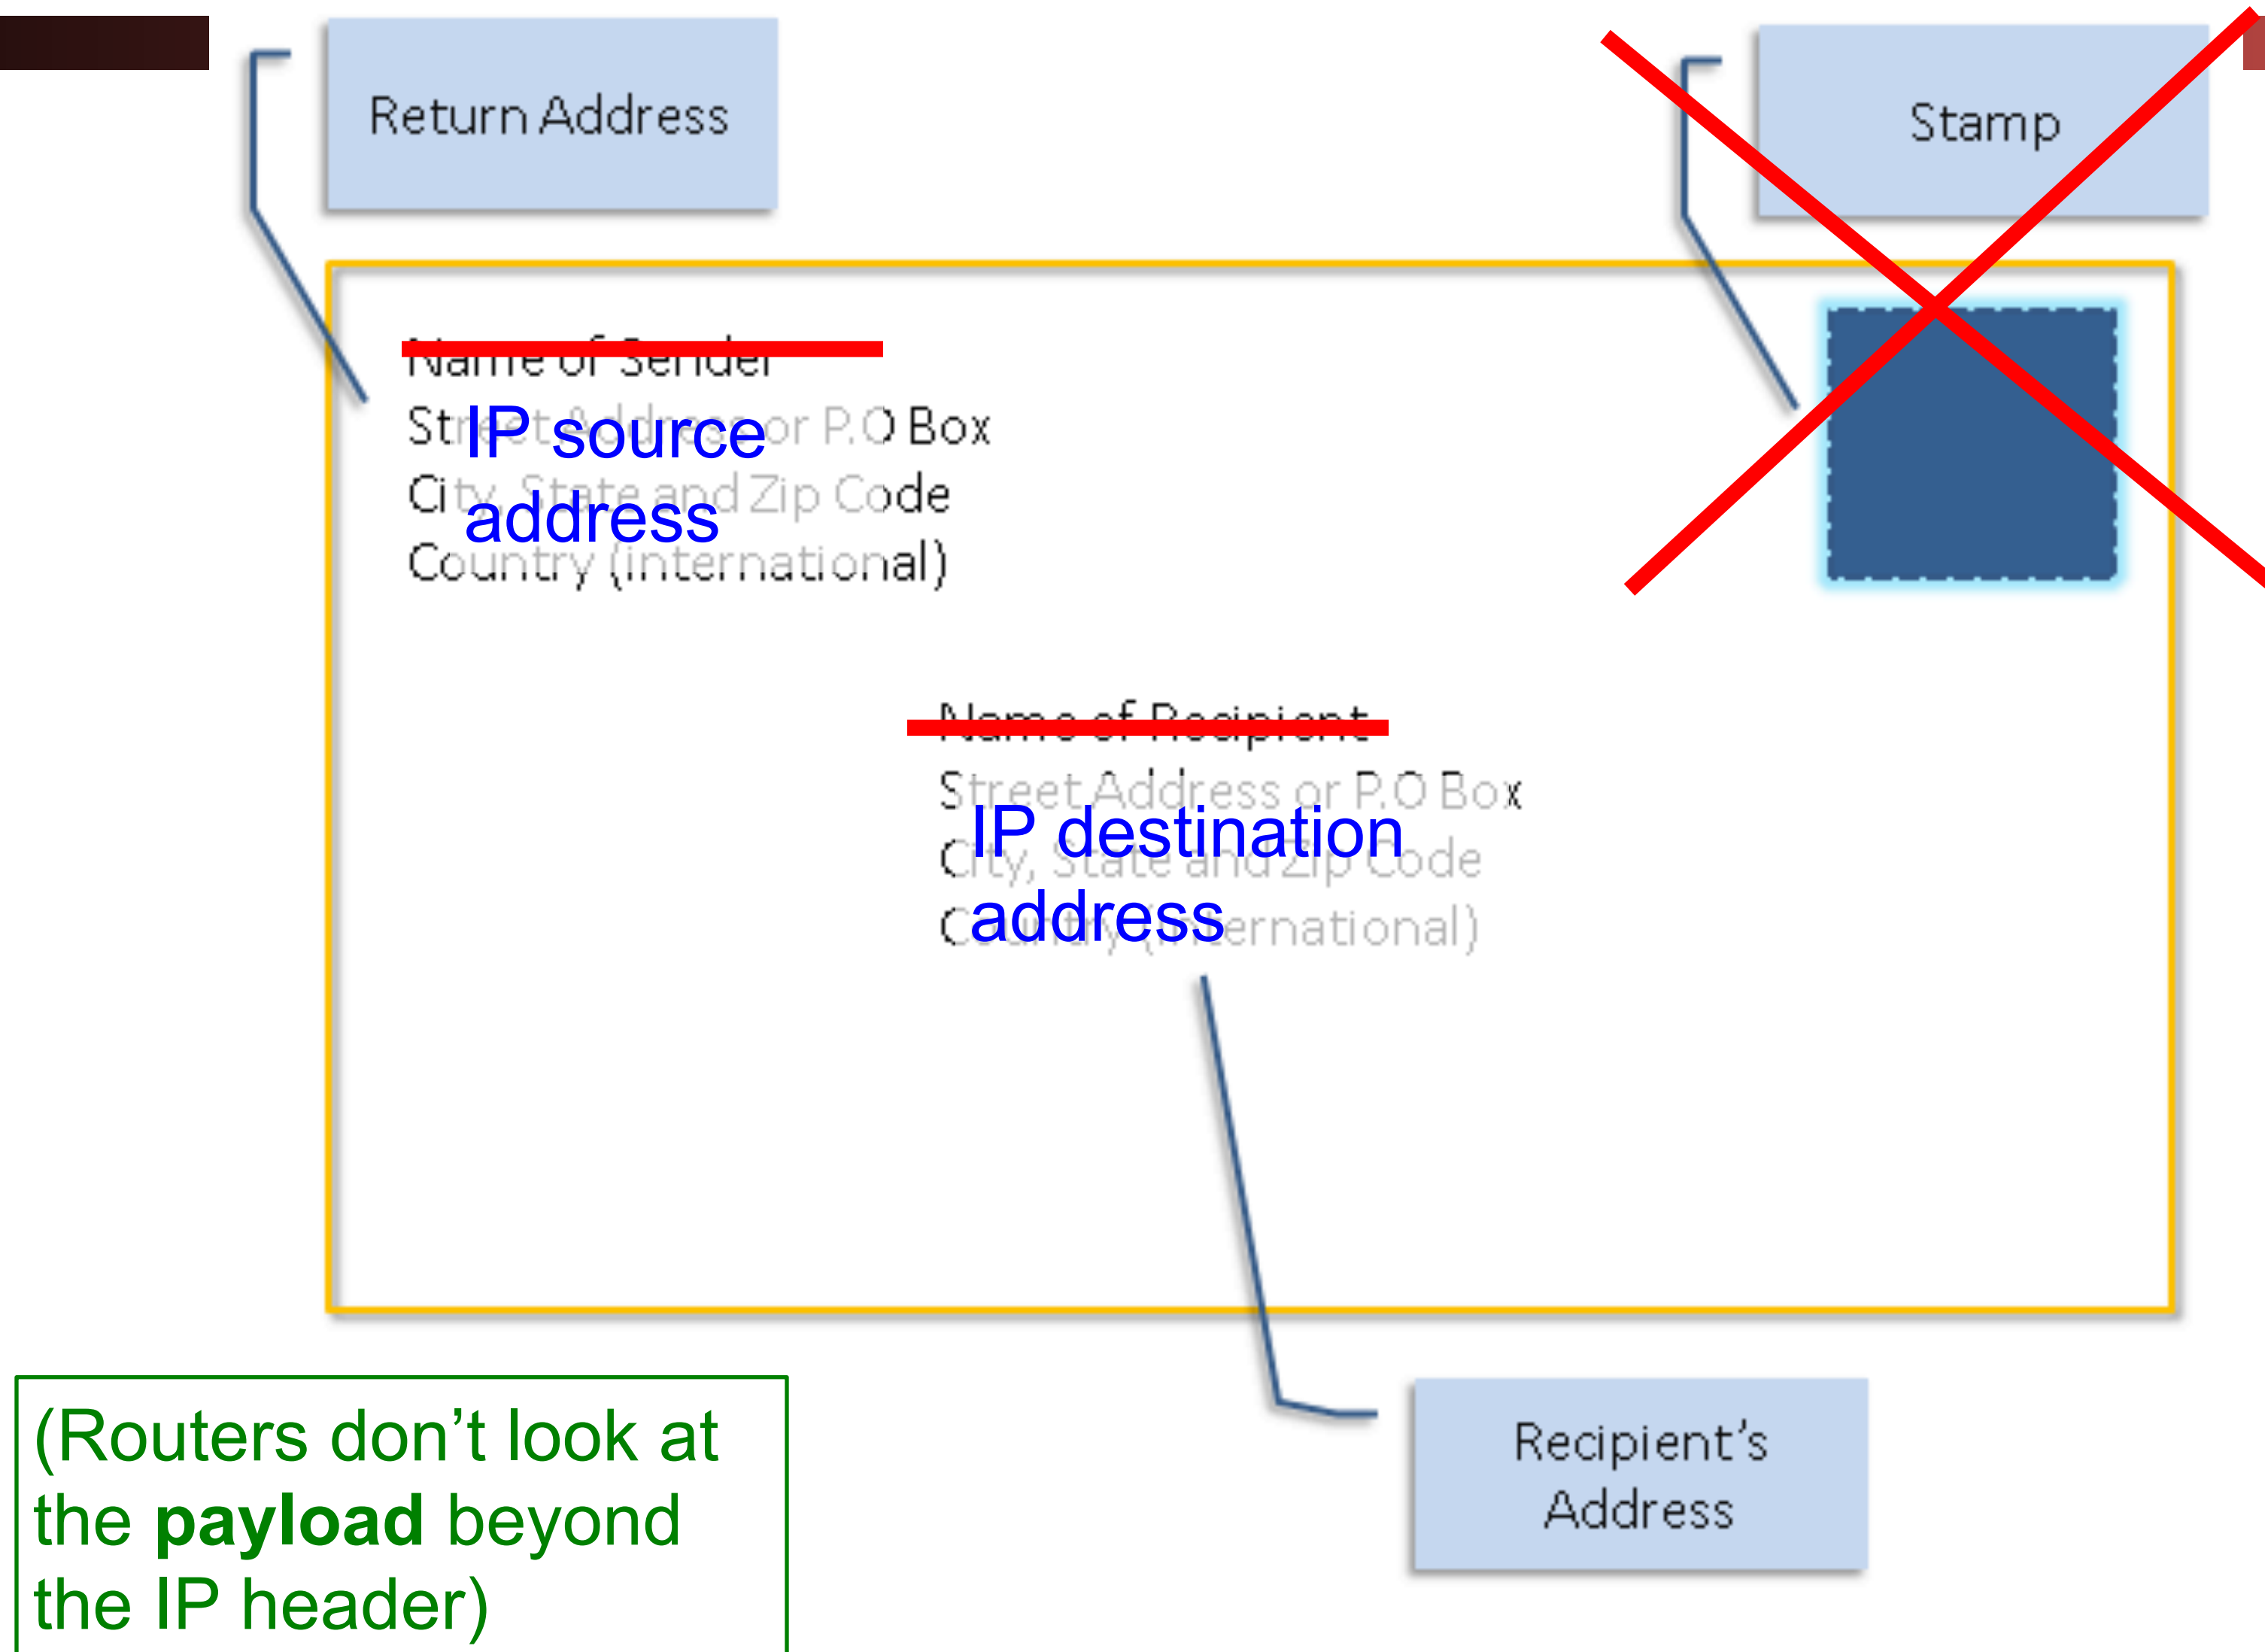 Return Address
Stamp
Name of Sender
Street Address or P.O Box
IP source
City, State and Zip Code
address
Country (international)
Name of Recipient
Street Address or P.O Box
IP destination
City, State and Zip Code
address
Country (international)
(Routers don’t look at
the payload beyond
the IP header)
Recipient’s
Address